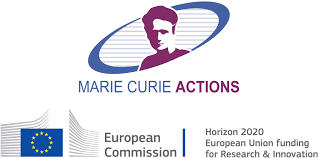 MARIE CURIE ACTIONS
European
Commission
Horizon 2020
European Union funding
for Research & Innovation